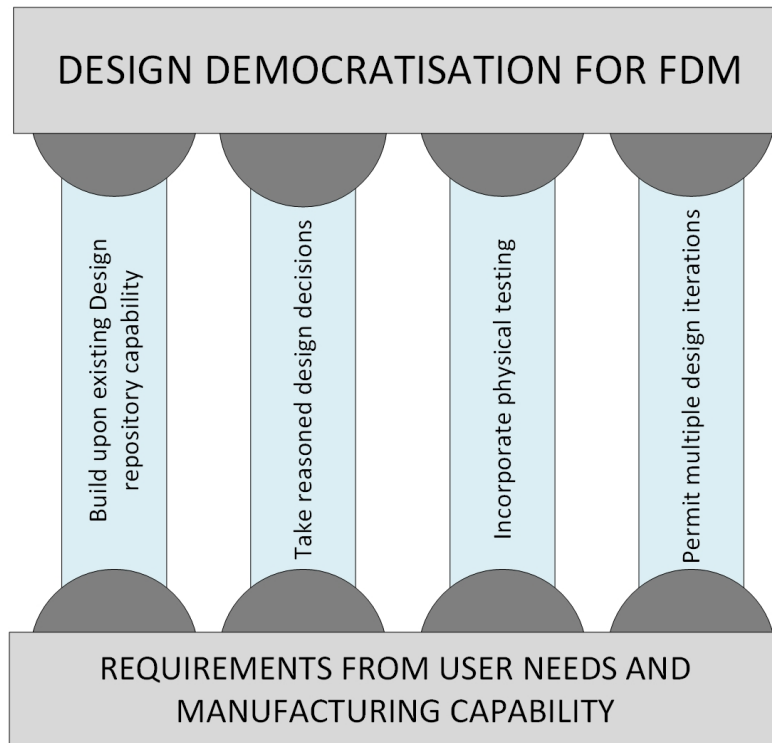 DESIGN DEMOCRATISATION FOR FDM
Build upon existing Design
repository capability
Take reasoned design decisions
Incorporate physical testing
Permit multiple design iterations
REQUIREMENTS FROM USER NEEDS AND
MANUFACTURING CAPABILITY